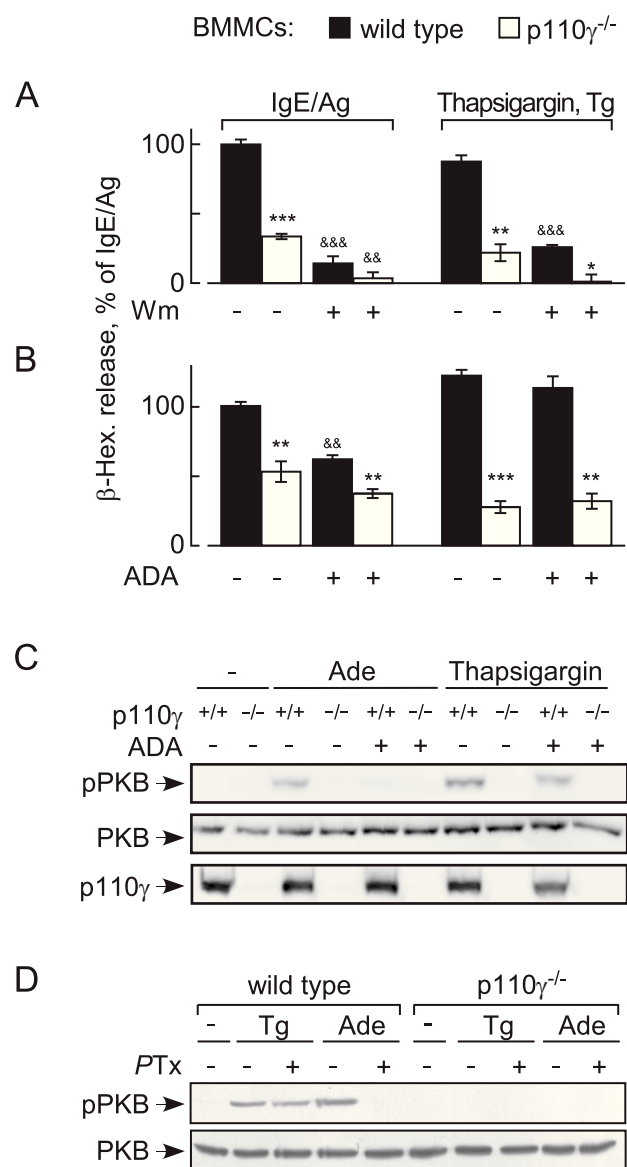 BMMCs: wild type p110γ-/-
A
IgE/Ag Thapsigargin, Tg
β-Hex. release, % of IgE/Ag
100
*** &&& && ** &&& *
0
Wm - - + + - - + +
B
100
** && ** *** **
0
ADA - - + + - - + +
C
- Ade Thapsigargin
p110γ +/+ -/- +/+ -/- +/+ -/- +/+ -/- +/+ -/-
ADA - - - - + + - - + +
pPKB
PKB
p110γ
D
wild type p110γ-/-
- Tg Ade - Tg Ade
PTx - - + - + - - + - +
pPKB
PKB